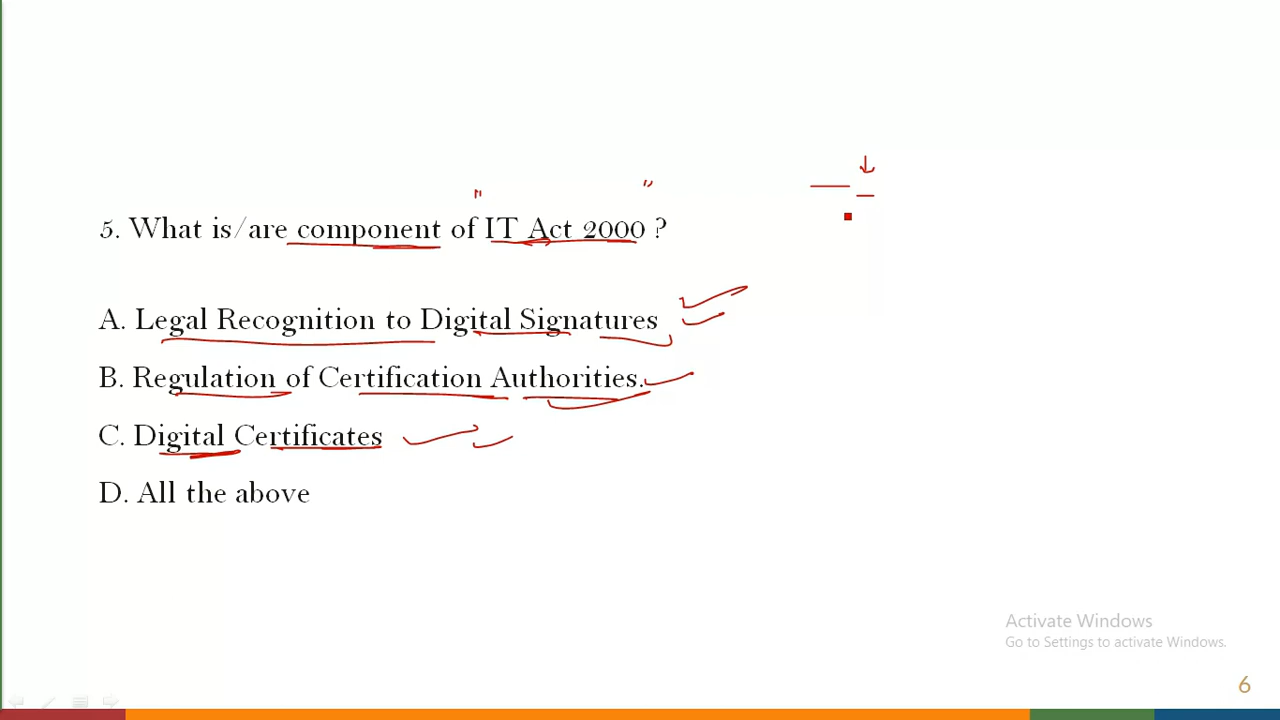 5. What is/are component of IT Act 2000 ?
A. Legal Recognition to Digital Signatures
B. Regulation of Certification Authorities.
C. Digital Certificates
D. All the above
Activate Windows
Go to Settings to activate Windows.
6